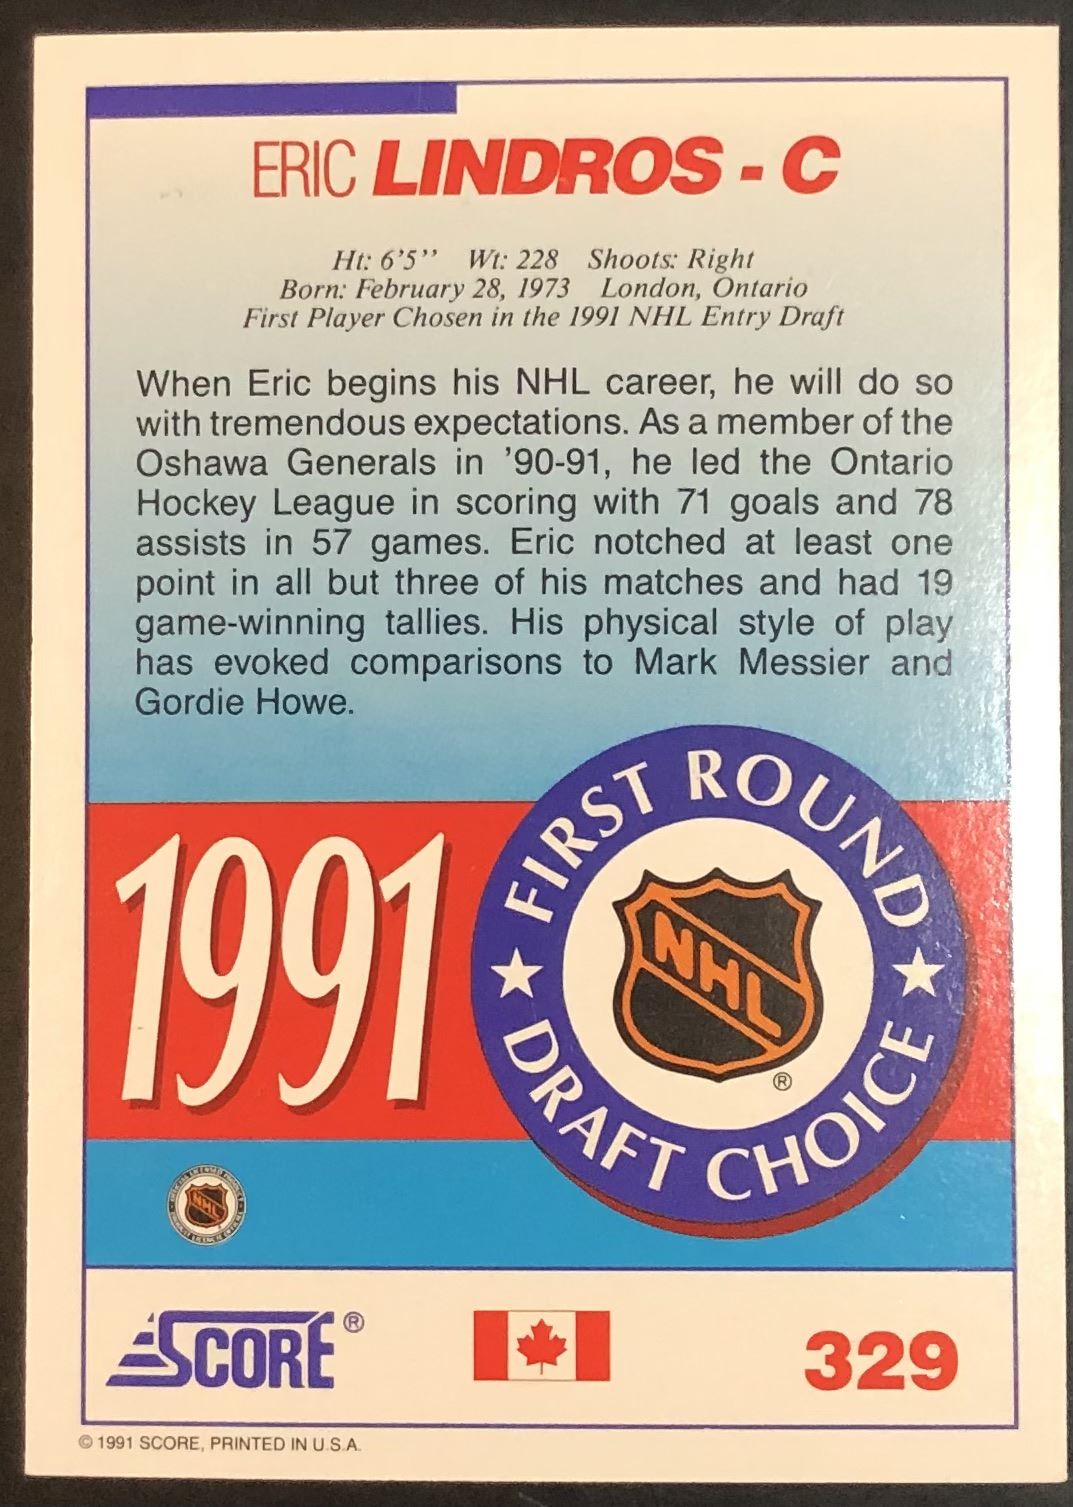 ERIC LINDROS - C
Ht: 6'5'' Wt: 228 Shoots: Right
Born: February 28, 1973 London, Ontario
First Player Chosen in the 1991 NHL Entry Draft
When Eric begins his NHL career, he will do so
with tremendous expectations. As a member of the
Oshawa Generals in '90-91, he led the Ontario
Hockey League in scoring with 71 goals and 78
assists in 57 games. Eric notched at least one
point in all but three of his matches and had 19
game-winning tallies. His physical style of play
has evoked comparisons to Mark Messier and
Gordie Howe.
1991
★ FIRST ROUND ★
DRAFT CHOICE
NHL
®
NHL
SCORE®
329
© 1991 SCORE, PRINTED IN U.S.A.